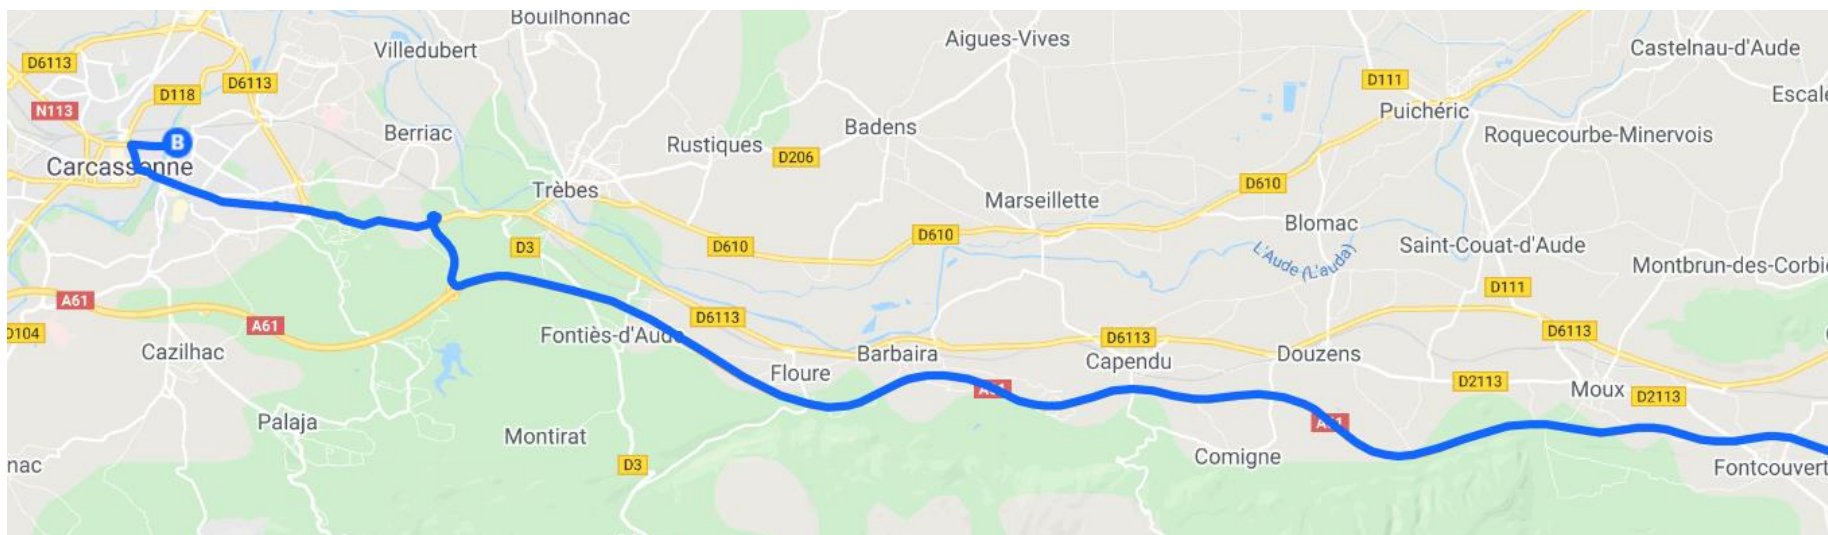 Bouilhonnac
Villedubert
Aigues-Vives
Castelnau-d'Aude
D6113
D6113
D118
D111
Escale
N113
Puichéric
Berriac
Badens
Roquecourbe-Minervois
Rustiques
D206
B
Carcassonne
Trèbes
D610
Marseillette
Blomac
D3
D610
D610
Saint-Couat-d'Aude
L'Aude (L'auda)
Montbrun-des-Corbiè
A61
D111
A61
D6113
D104
Fontiès-d'Aude
D6113
D6113
Cazilhac
Barbaira
Capendu
Douzens
Floure
D2113
Moux
D2113
A61
Palaja
Montirat
A61
nac
D3
Comigne
Fontcouvert